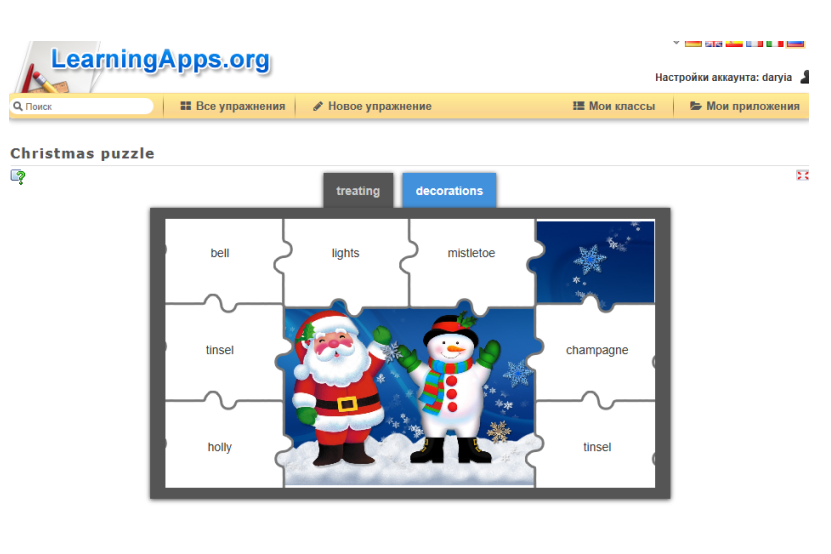 LearningApps.org
Настройки аккаунта: daryia
Поиск
Все упражнения
Новое упражнение
Мои классы
Мои приложения
Christmas puzzle
treating
decorations
bell
lights
mistletoe
tinsel
champagne
holly
tinsel